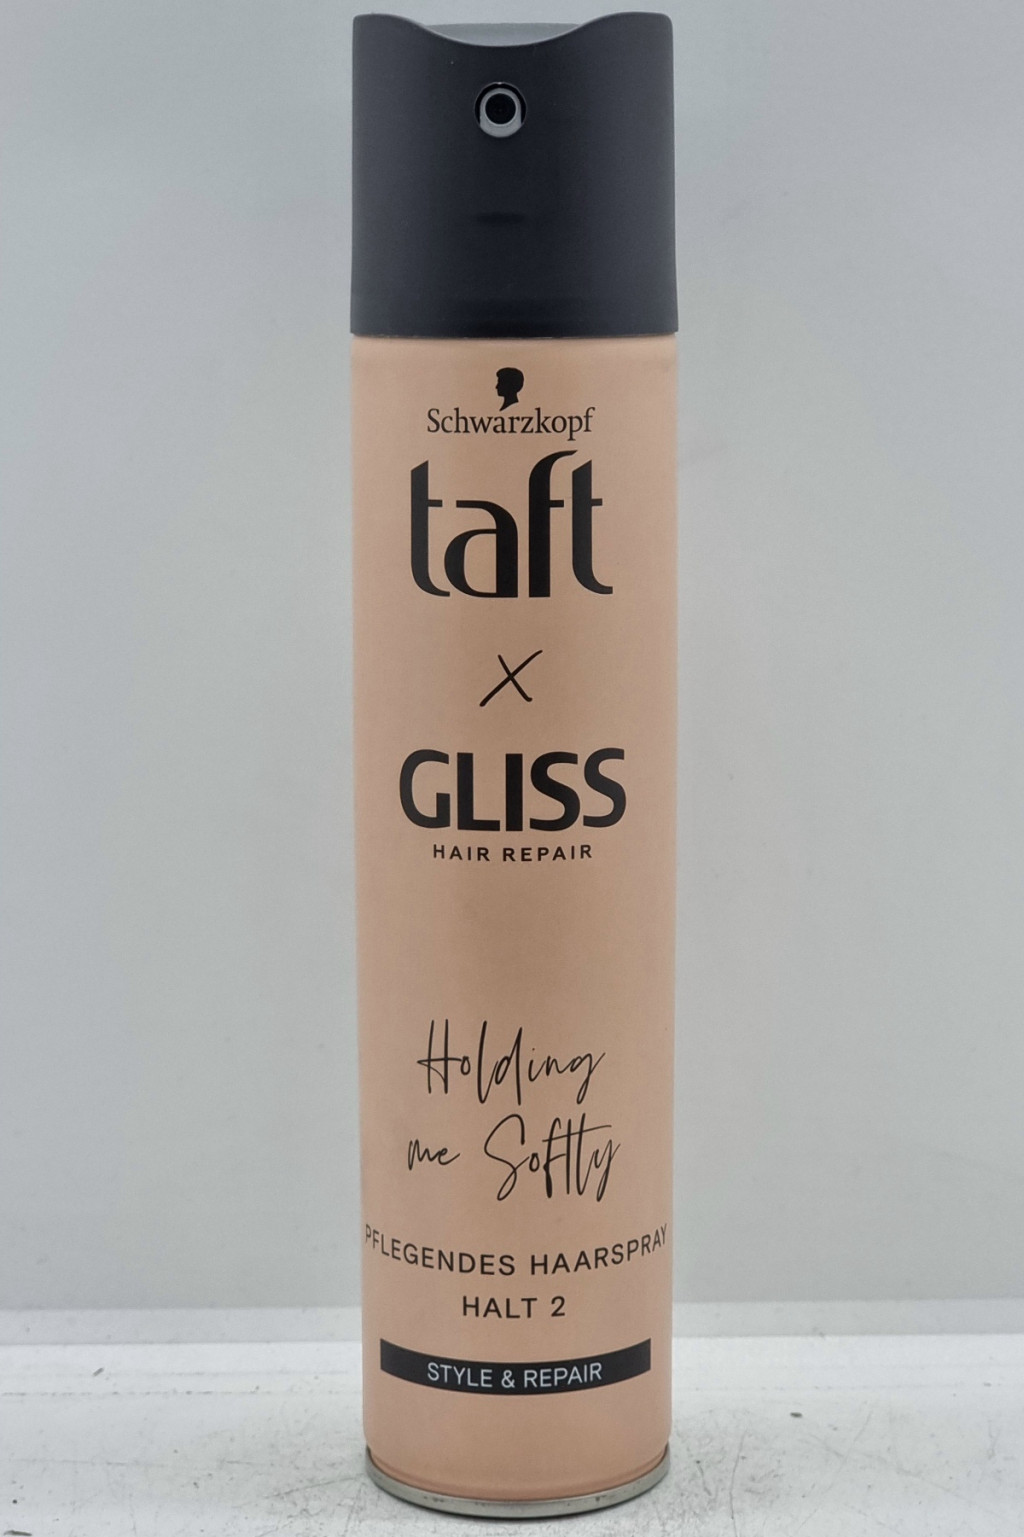 Schwarzkopf
taft
X
GLISS
HAIR REPAIR
Holding
me Softly
PFLEGENDES HAARSPRAY
HALT 2
STYLE & REPAIR